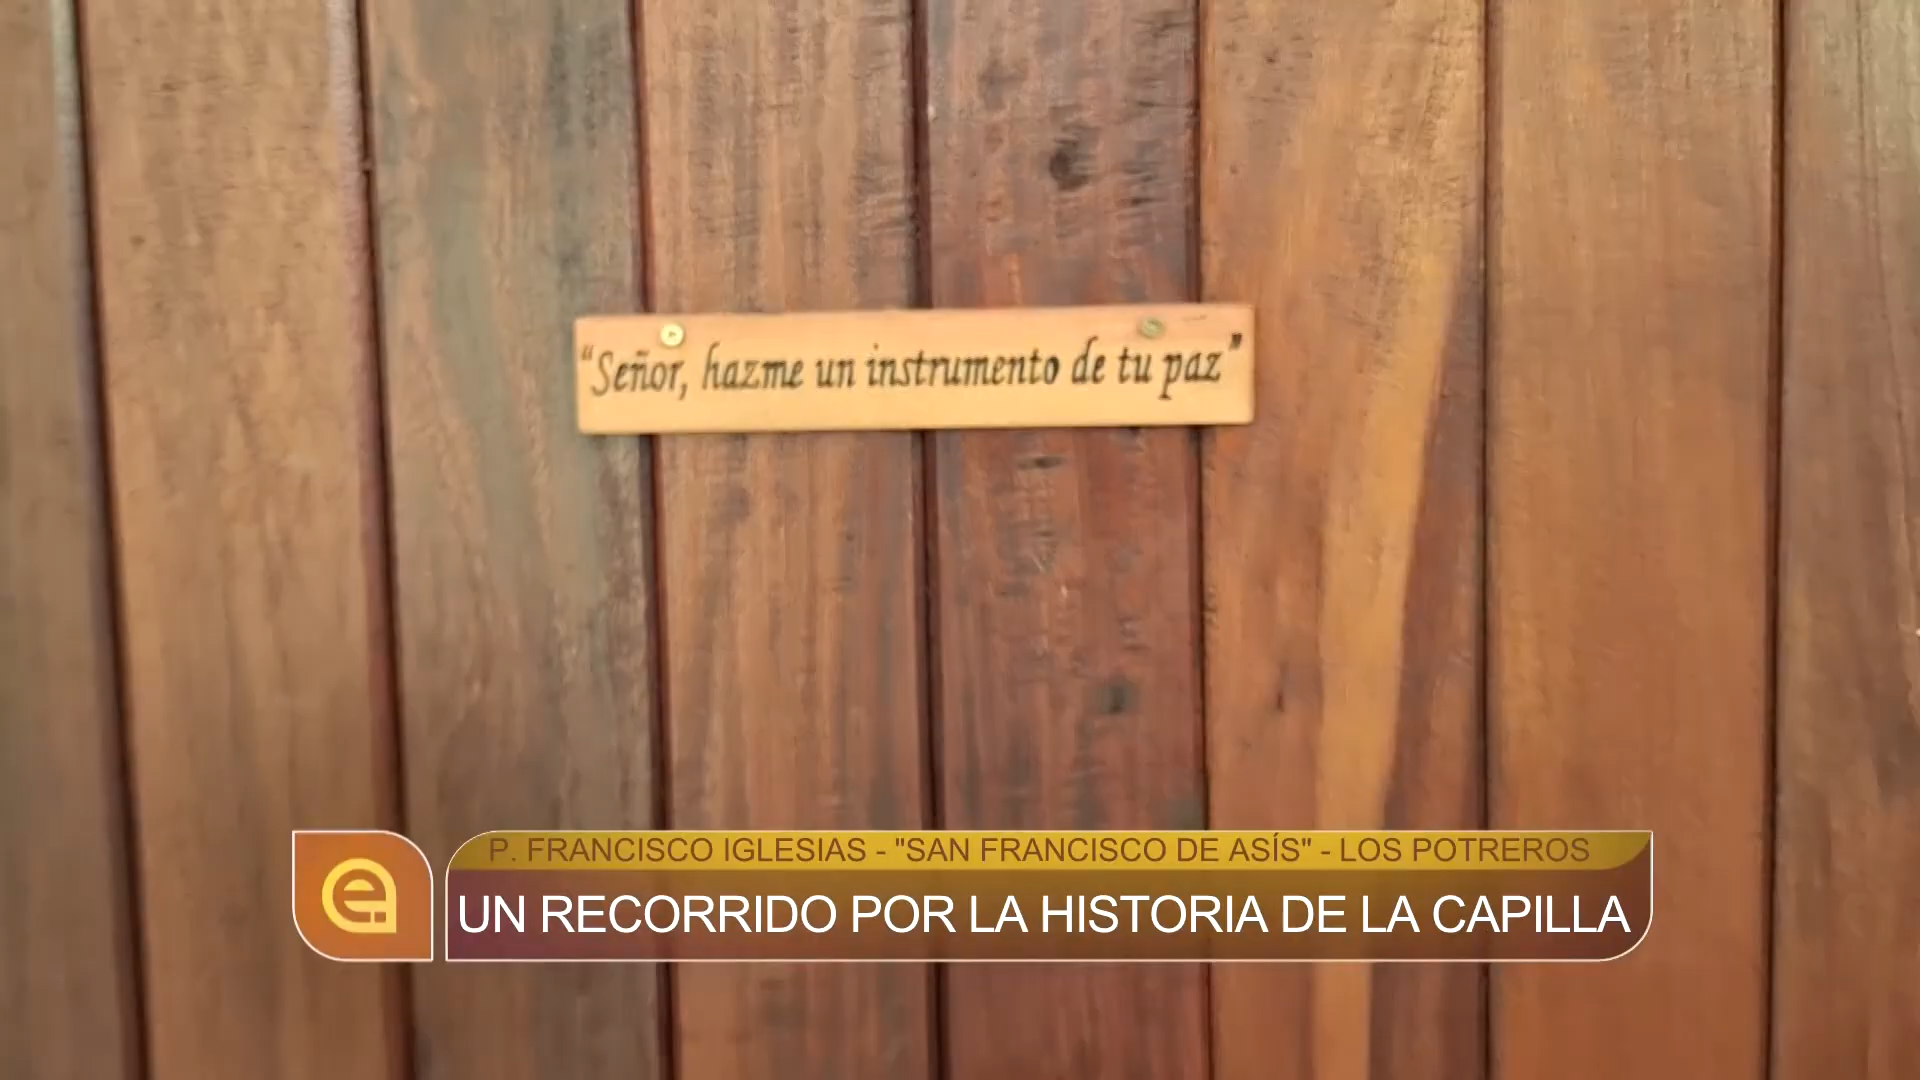 “Señor, hazme un instrumento de tu paz”
P. FRANCISCO IGLESIAS - "SAN FRANCISCO DE ASÍS" - LOS POTREROS
e.
UN RECORRIDO POR LA HISTORIA DE LA CAPILLA